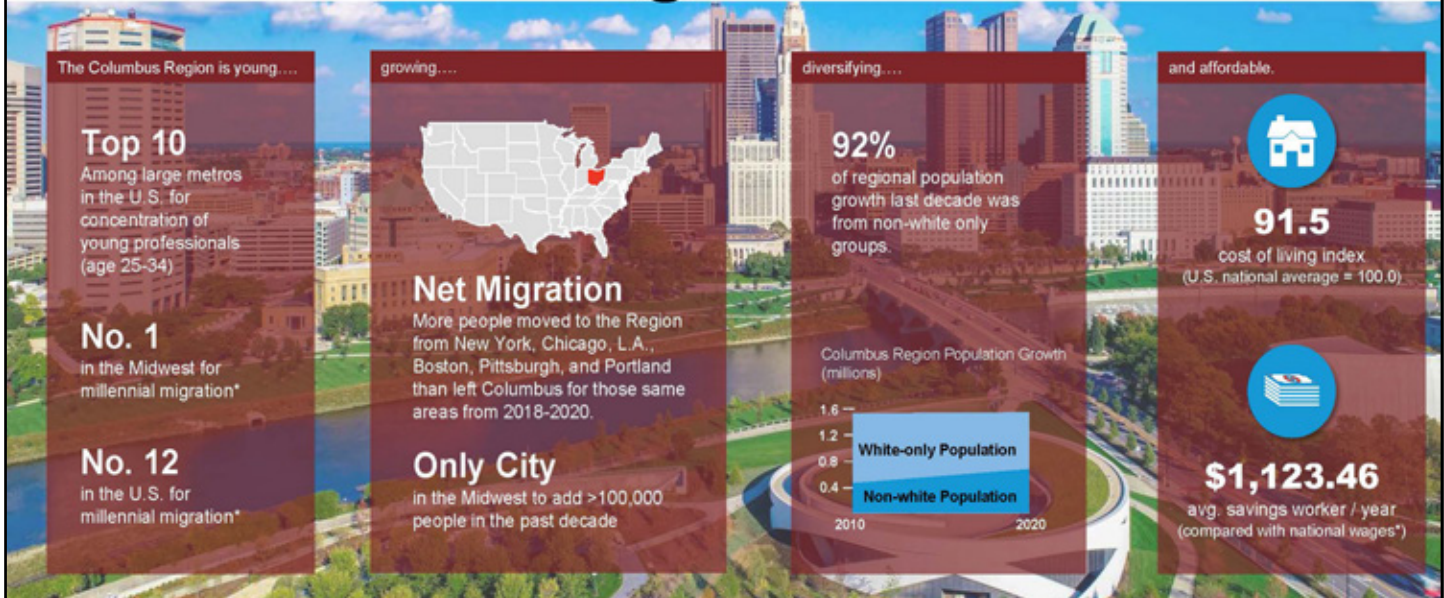 The Columbus Region is young....
Top 10
Among large metros
in the U.S. for
concentration of
young professionals
(age 25-34)
No. 1
in the Midwest for
millennial migration*
No. 12
in the U.S. for
millennial migration*
growing....
Net Migration
More people moved to the Region
from New York, Chicago, L.A.,
Boston, Pittsburgh, and Portland
than left Columbus for those same
areas from 2018-2020.
Only City
in the Midwest to add >100,000
people in the past decade
diversifying....
92%
of regional population
growth last decade was
from non-white only
groups.
Columbus Region Population Growth
(millions)
1.6
1.2
0.8
0.4
White-only Population
Non-white Population
2010
2020
and affordable.
91.5
cost of living index
(U.S. national average = 100.0)
$1,123.46
avg. savings worker / year
(compared with national wages*)